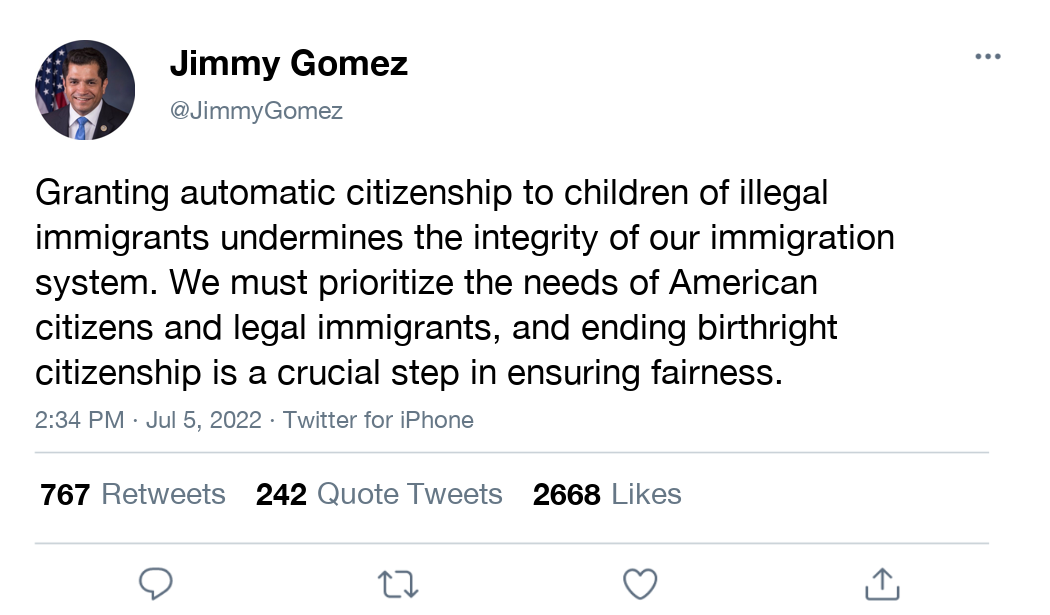 Jimmy Gomez
@JimmyGomez
Granting automatic citizenship to children of illegal
immigrants undermines the integrity of our immigration
system. We must prioritize the needs of American
citizens and legal immigrants, and ending birthright
citizenship is a crucial step in ensuring fairness.
2:34 PM · Jul 5, 2022 · Twitter for iPhone
767 Retweets 242 Quote Tweets 2668 Likes